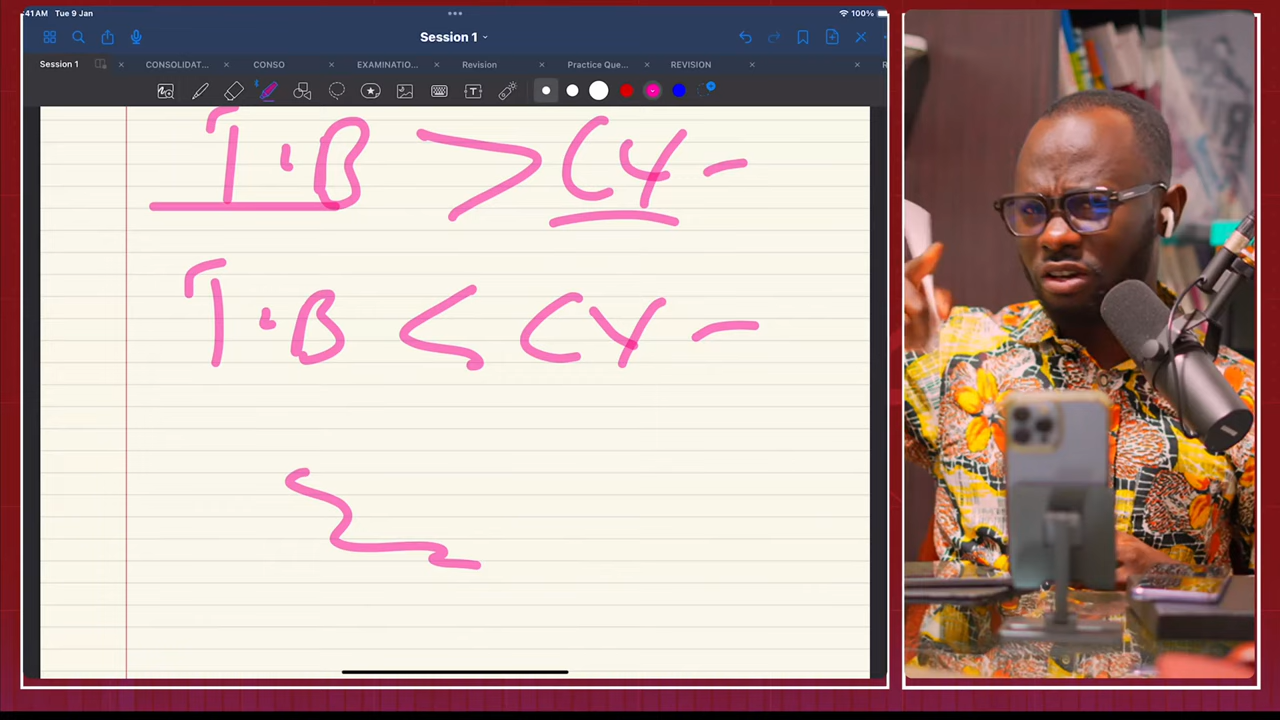 :41 AM Tue 9 Jan 100%
Session 1
Session 1 CONSOLIDAT... CONSO EXAMINATIO... Revision Practice Que... REVISION
T.B > CY -
T.B < CY -